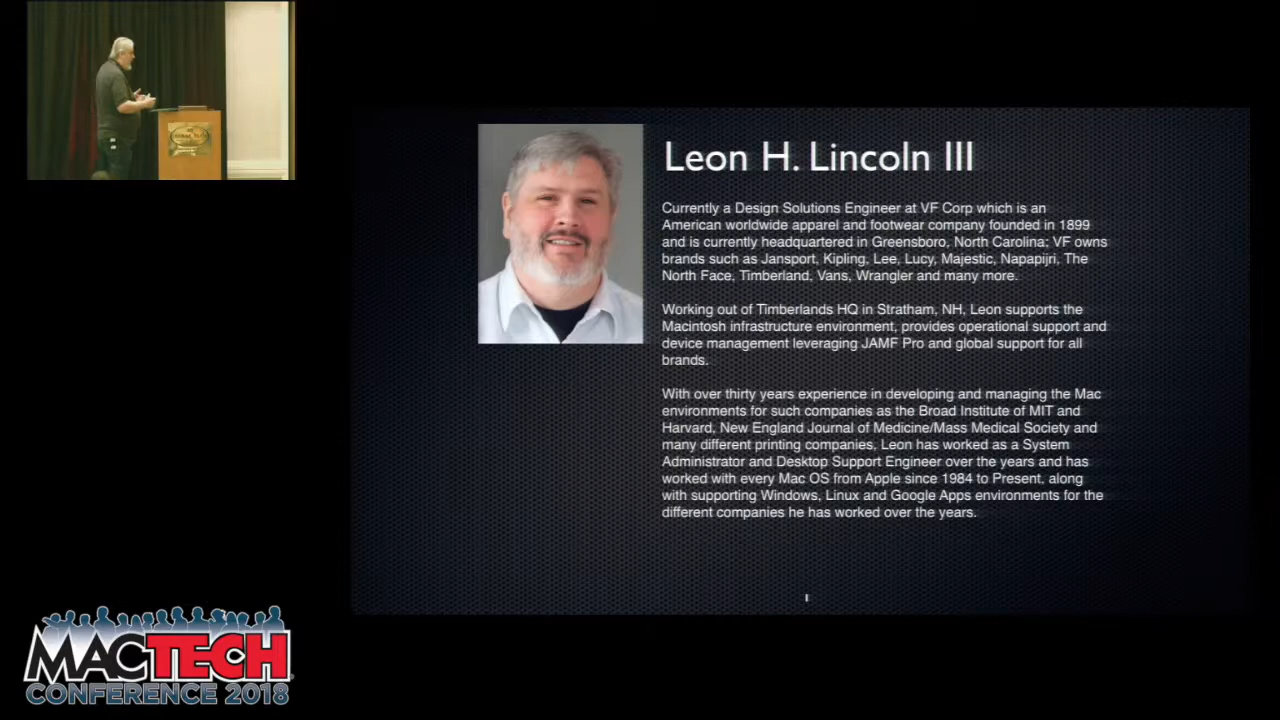 Leon H. Lincoln III
Currently a Design Solutions Engineer at VF Corp which is an
American worldwide apparel and footwear company founded in 1899
and is currently headquartered in Greensboro, North Carolina; VF owns
brands such as Jansport, Kipling, Lee, Lucy, Majestic, Napapijri, The
North Face, Timberland, Vans, Wrangler and many more.
Working out of Timberlands HQ in Stratham, NH, Leon supports the
Macintosh infrastructure environment, provides operational support and
device management leveraging JAMF Pro and global support for all
brands.
With over thirty years experience in developing and managing the Mac
environments for such companies as the Broad Institute of MIT and
Harvard, New England Journal of Medicine/Mass Medical Society and
many different printing companies, Leon has worked as a System
Administrator and Desktop Support Engineer over the years and has
worked with every Mac OS from Apple since 1984 to Present, along
with supporting Windows, Linux and Google Apps environments for the
different companies he has worked over the years.
1
MACTECH
CONFERENCE 2018